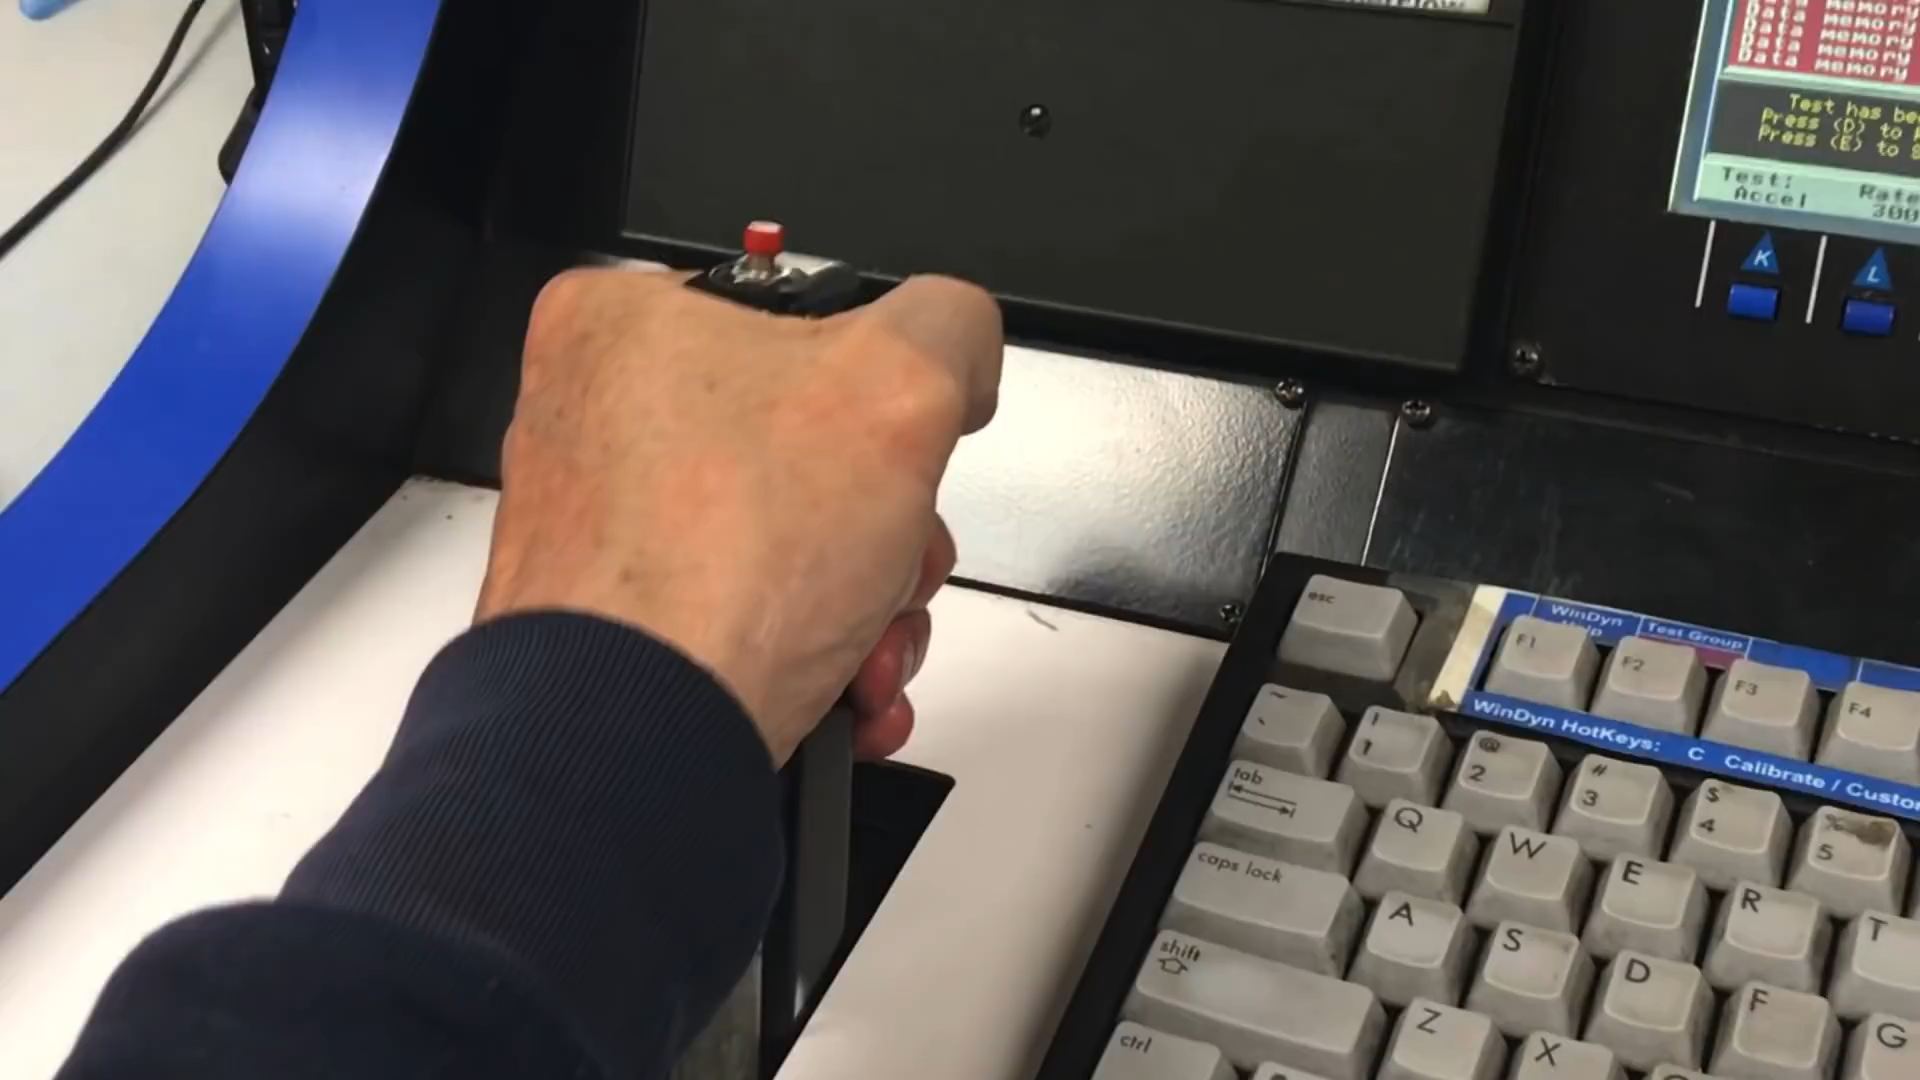 Data memory
Data memory
Data memory
Data memory
Test has
Press (D) to
Press (E) to
Test:
Accel
Rate
300
K
L
esc
WinDyn
Test Group
F1
F2
F3
F4
WinDyn HotKeys: C Calibrate /
~
`
!
1
@
2
#
3
$
4
%
5
tab
Q
W
E
R
T
caps lock
A
S
D
F
G
shift
Z
X
ctrl